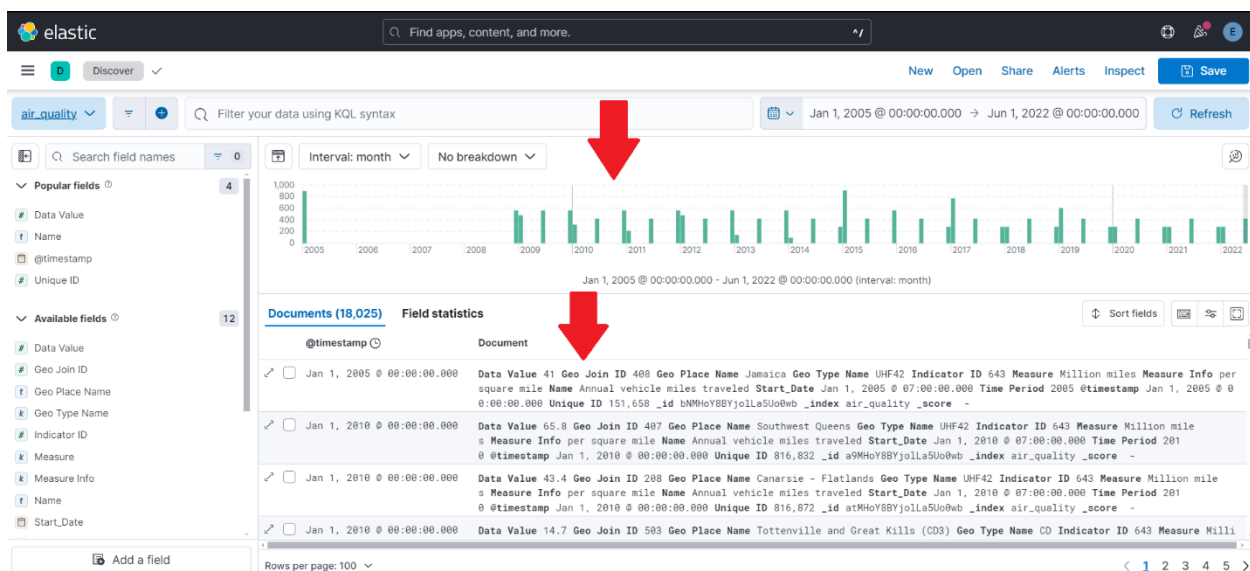 elastic
Find apps, content, and more.
^/
E
D
Discover
New
Open
Share
Alerts
Inspect
Save
air_quality
Filter your data using KQL syntax
Jan 1, 2005 @ 00:00:00.000 → Jun 1, 2022 @ 00:00:00.000
Refresh
Search field names
0
Interval: month
No breakdown
Popular fields
4
# Data Value
t Name
@timestamp
# Unique ID
Available fields
12
# Data Value
# Geo Join ID
t Geo Place Name
k Geo Type Name
# Indicator ID
k Measure
k Measure Info
t Name
Start_Date
Add a field
1,000
800
600
400
200
0
2005 2006 2007 2008 2009 2010 2011 2012 2013 2014 2015 2016 2017 2018 2019 2020 2021 2022
Jan 1, 2005 @ 00:00:00.000 - Jun 1, 2022 @ 00:00:00.000 (interval: month)
Documents (18,025)
Field statistics
Sort fields
@timestamp
Document
Jan 1, 2005 @ 00:00:00.000
Data Value 41 Geo Join ID 408 Geo Place Name Jamaica Geo Type Name UHF42 Indicator ID 643 Measure Million miles Measure Info per
square mile Name Annual vehicle miles traveled Start_Date Jan 1, 2005 @ 07:00:00.000 Time Period 2005 @timestamp Jan 1, 2005 @ 0
0:00:00.000 Unique ID 151,658 _id bNMHoY8BYjolLa5Uo0wb _index air_quality _score -
Jan 1, 2010 @ 00:00:00.000
Data Value 65.8 Geo Join ID 407 Geo Place Name Southwest Queens Geo Type Name UHF42 Indicator ID 643 Measure Million mile
s Measure Info per square mile Name Annual vehicle miles traveled Start_Date Jan 1, 2010 @ 07:00:00.000 Time Period 201
0 @timestamp Jan 1, 2010 @ 00:00:00.000 Unique ID 816,832 _id a9MHoY8BYjolLa5Uo0wb _index air_quality _score -
Jan 1, 2010 @ 00:00:00.000
Data Value 43.4 Geo Join ID 208 Geo Place Name Canarsie - Flatlands Geo Type Name UHF42 Indicator ID 643 Measure Million mile
s Measure Info per square mile Name Annual vehicle miles traveled Start_Date Jan 1, 2010 @ 07:00:00.000 Time Period 201
0 @timestamp Jan 1, 2010 @ 00:00:00.000 Unique ID 816,872 _id atMHoY8BYjolLa5Uo0wb _index air_quality _score -
Jan 1, 2010 @ 00:00:00.000
Data Value 14.7 Geo Join ID 503 Geo Place Name Tottenville and Great Kills (CD3) Geo Type Name CD Indicator ID 643 Measure Milli
Rows per page: 100
1 2 3 4 5